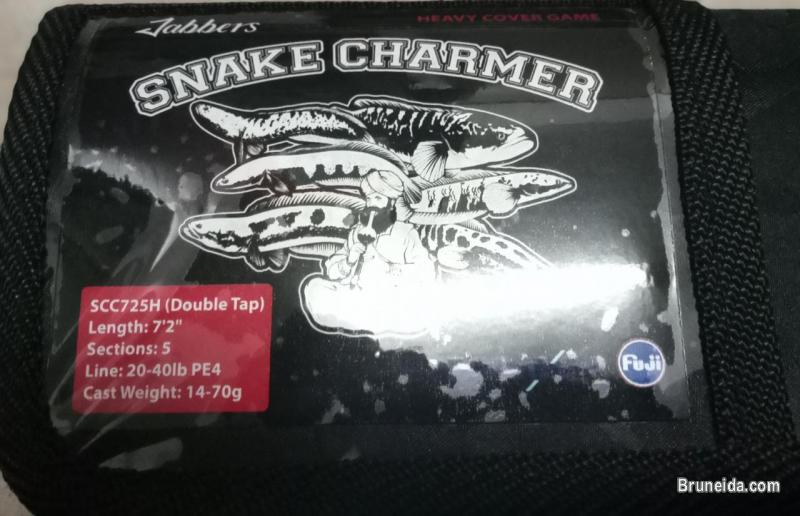 Jabbers
HEAVY COVER GAME
SNAKE CHARMER
SCC725H (Double Tap)
Length: 7'2"
Sections: 5
Line: 20-40lb PE4
Cast Weight: 14-70g
Fuji
Bruneida.com